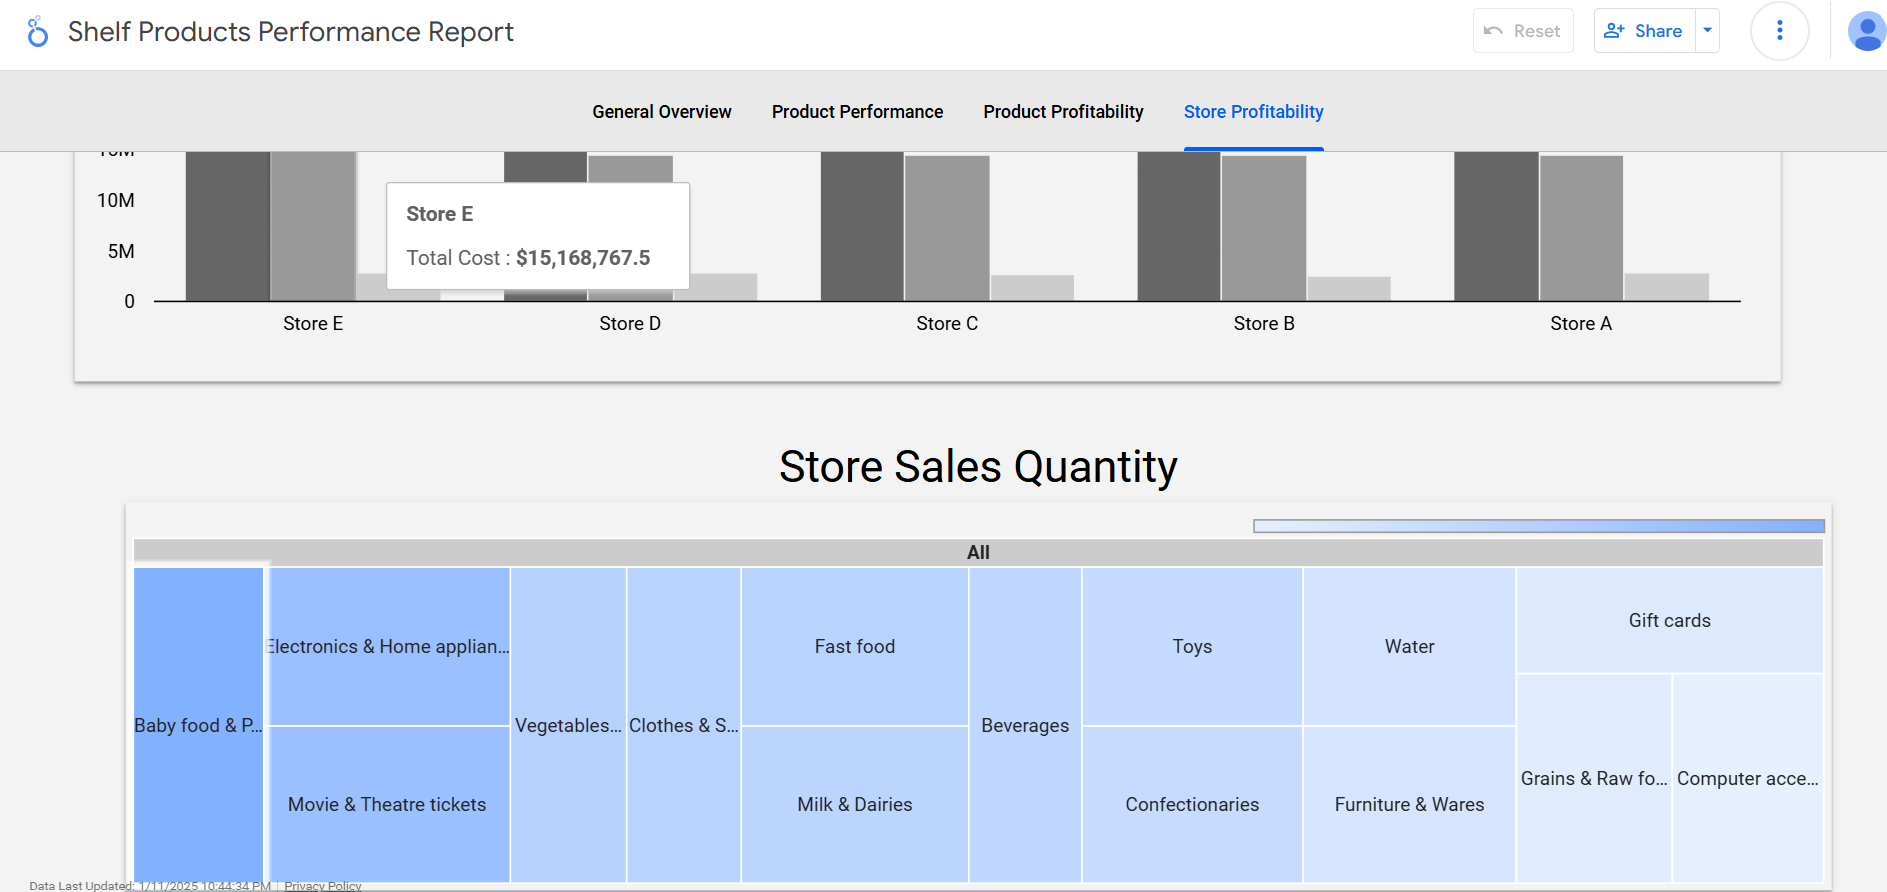 Shelf Products Performance Report
Reset
Share
General Overview
Product Performance
Product Profitability
Store Profitability
10M
5M
0
Store E
Total Cost : $15,168,767.5
Store E
Store D
Store C
Store B
Store A
Store Sales Quantity
All
Baby food & P...
Electronics & Home applian...
Movie & Theatre tickets
Vegetables...
Clothes & S...
Fast food
Milk & Dairies
Beverages
Toys
Confectionaries
Water
Furniture & Wares
Gift cards
Grains & Raw fo...
Computer acce...
Data Last Updated: 1/11/2025 10:44:34 PM
Privacy Policy